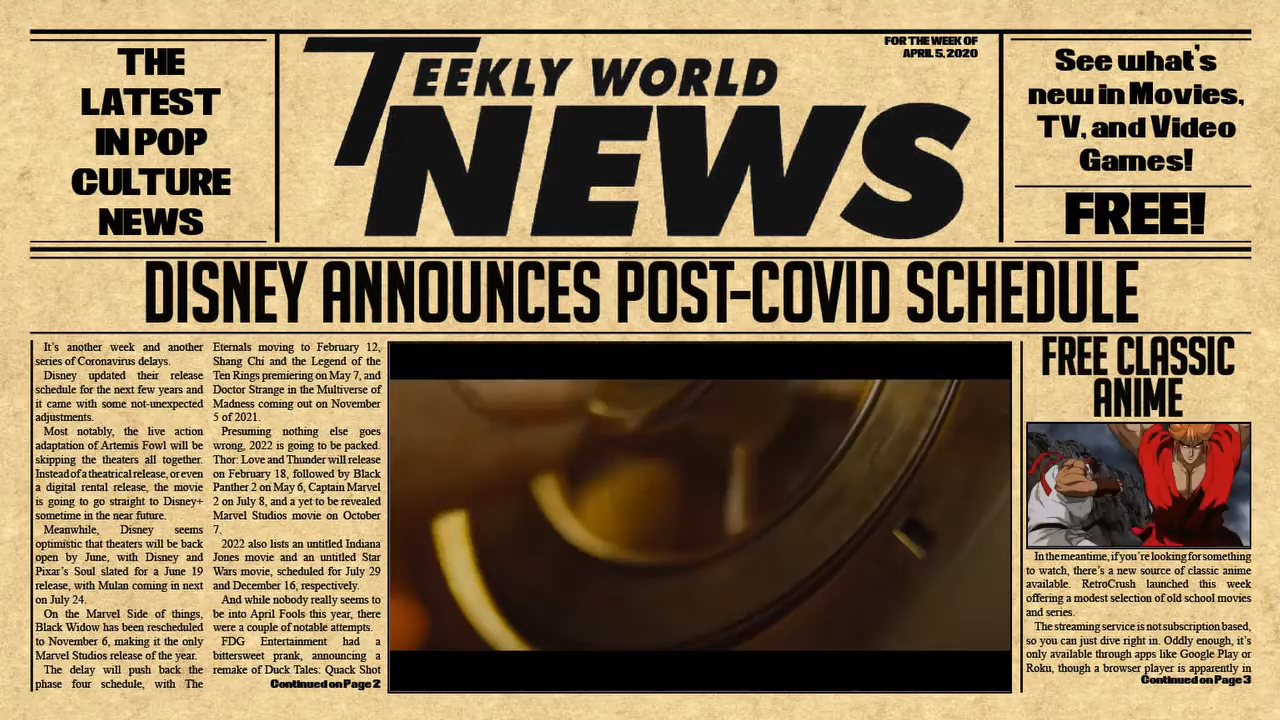 THE
LATEST
IN POP
CULTURE
NEWS
TEEKLY WORLD
NEWS
FOR THE WEEK OF
APRIL 5, 2020
See what's
new in Movies,
TV, and Video
Games!
FREE!
DISNEY ANNOUNCES POST-COVID SCHEDULE
It's another week and another
series of Coronavirus delays.
Disney updated their release
schedule for the next few years and
it came with some not-unexpected
adjustments.
Most notably, the live action
adaptation of Artemis Fowl will be
skipping the theaters all together.
Instead of a theatrical release, or even
a digital rental release, the movie
is going to go straight to Disney+
sometime in the near future.
Meanwhile, Disney seems
optimistic that theaters will be back
open by June, with Disney and
Pixar's Soul slated for a June 19
release, with Mulan coming in next
on July 24.
On the Marvel Side of things,
Black Widow has been rescheduled
to November 6, making it the only
Marvel Studios release of the year.
The delay will push back the
phase four schedule, with The
Eternals moving to February 12,
Shang Chi and the Legend of the
Ten Rings premiering on May 7, and
Doctor Strange in the Multiverse of
Madness coming out on November
5 of 2021.
Presuming nothing else goes
wrong, 2022 is going to be packed.
Thor: Love and Thunder will release
on February 18, followed by Black
Panther 2 on May 6, Captain Marvel
2 on July 8, and a yet to be revealed
Marvel Studios movie on October
7.
2022 also lists an untitled Indiana
Jones movie and an untitled Star
Wars movie, scheduled for July 29
and December 16, respectively.
And while nobody really seems to
be into April Fools this year, there
were a couple of notable attempts.
FDG Entertainment had a
bittersweet prank, announcing a
remake of Duck Tales: Quack Shot
Continued on Page 2
FREE CLASSIC
ANIME
In the meantime, if you're looking for something
to watch, there's a new source of classic anime
available. RetroCrush launched this week
offering a modest selection of old school movies
and series.
The streaming service is not subscription based,
so you can just dive right in. Oddly enough, it's
only available through apps like Google Play or
Roku, though a browser player is apparently in
Continued on Page 3